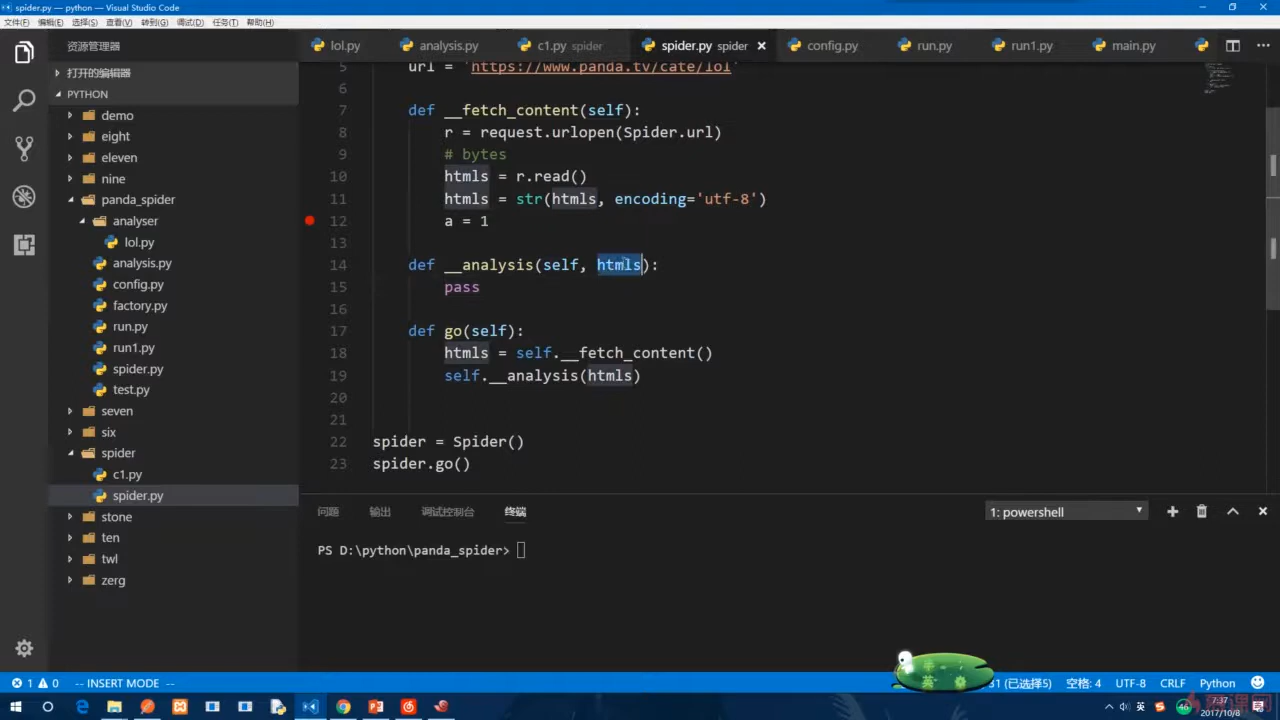 spider.py — python — Visual Studio Code
文件(F) 编辑(E) 选择(S) 查看(V) 转到(G) 调试(D) 任务(T) 帮助(H)
资源管理器
lol.py analysis.py c1.py spider spider.py spider config.py run.py run1.py main.py
打开的编辑器
PYTHON
demo
eight
eleven
nine
panda_spider
analyser
lol.py
analysis.py
config.py
factory.py
run.py
run1.py
spider.py
test.py
seven
six
spider
c1.py
spider.py
stone
ten
twl
zerg
5 url = 'https://www.panda.tv/cate/lol'
6
7 def __fetch_content(self):
8 r = request.urlopen(Spider.url)
9 # bytes
10 htmls = r.read()
11 htmls = str(htmls, encoding='utf-8')
12 a = 1
13
14 def __analysis(self, htmls):
15 pass
16
17 def go(self):
18 htmls = self.__fetch_content()
19 self.__analysis(htmls)
20
21
22 spider = Spider()
23 spider.go()
问题 输出 调试控制台 终端 1: powershell
PS D:\python\panda_spider>
1 0 -- INSERT MODE -- 31 (已选择5) 空格: 4 UTF-8 CRLF Python
英
英 46 7:37
2017/10/8